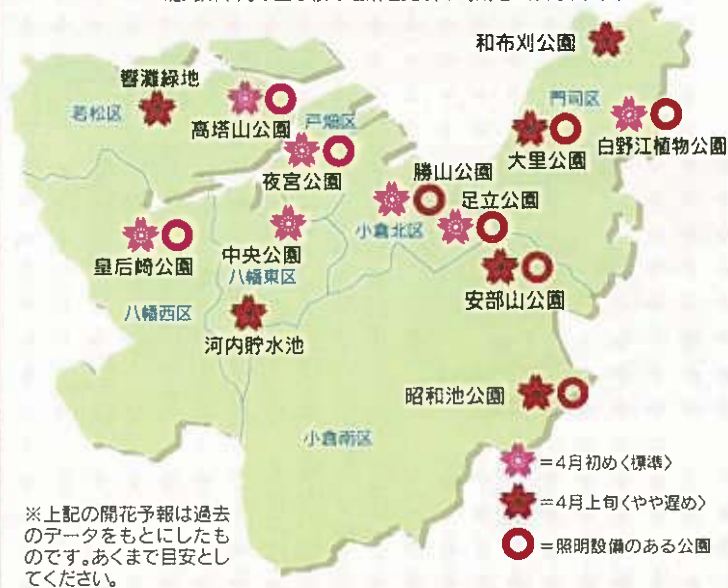 和布刈公園
響灘緑地
若松区
高塔山公園
戸畑区
門司区
白野江植物公園
大里公園
夜宮公園
勝山公園
足立公園
小倉北区
中央公園
皇后崎公園
八幡東区
安部山公園
八幡西区
河内貯水池
昭和池公園
小倉南区
=4月初め〈標準〉
=4月上旬〈やや遅め〉
=照明設備のある公園
※上記の開花予報は過去
のデータをもとにしたも
のです。あくまで目安とし
てください。